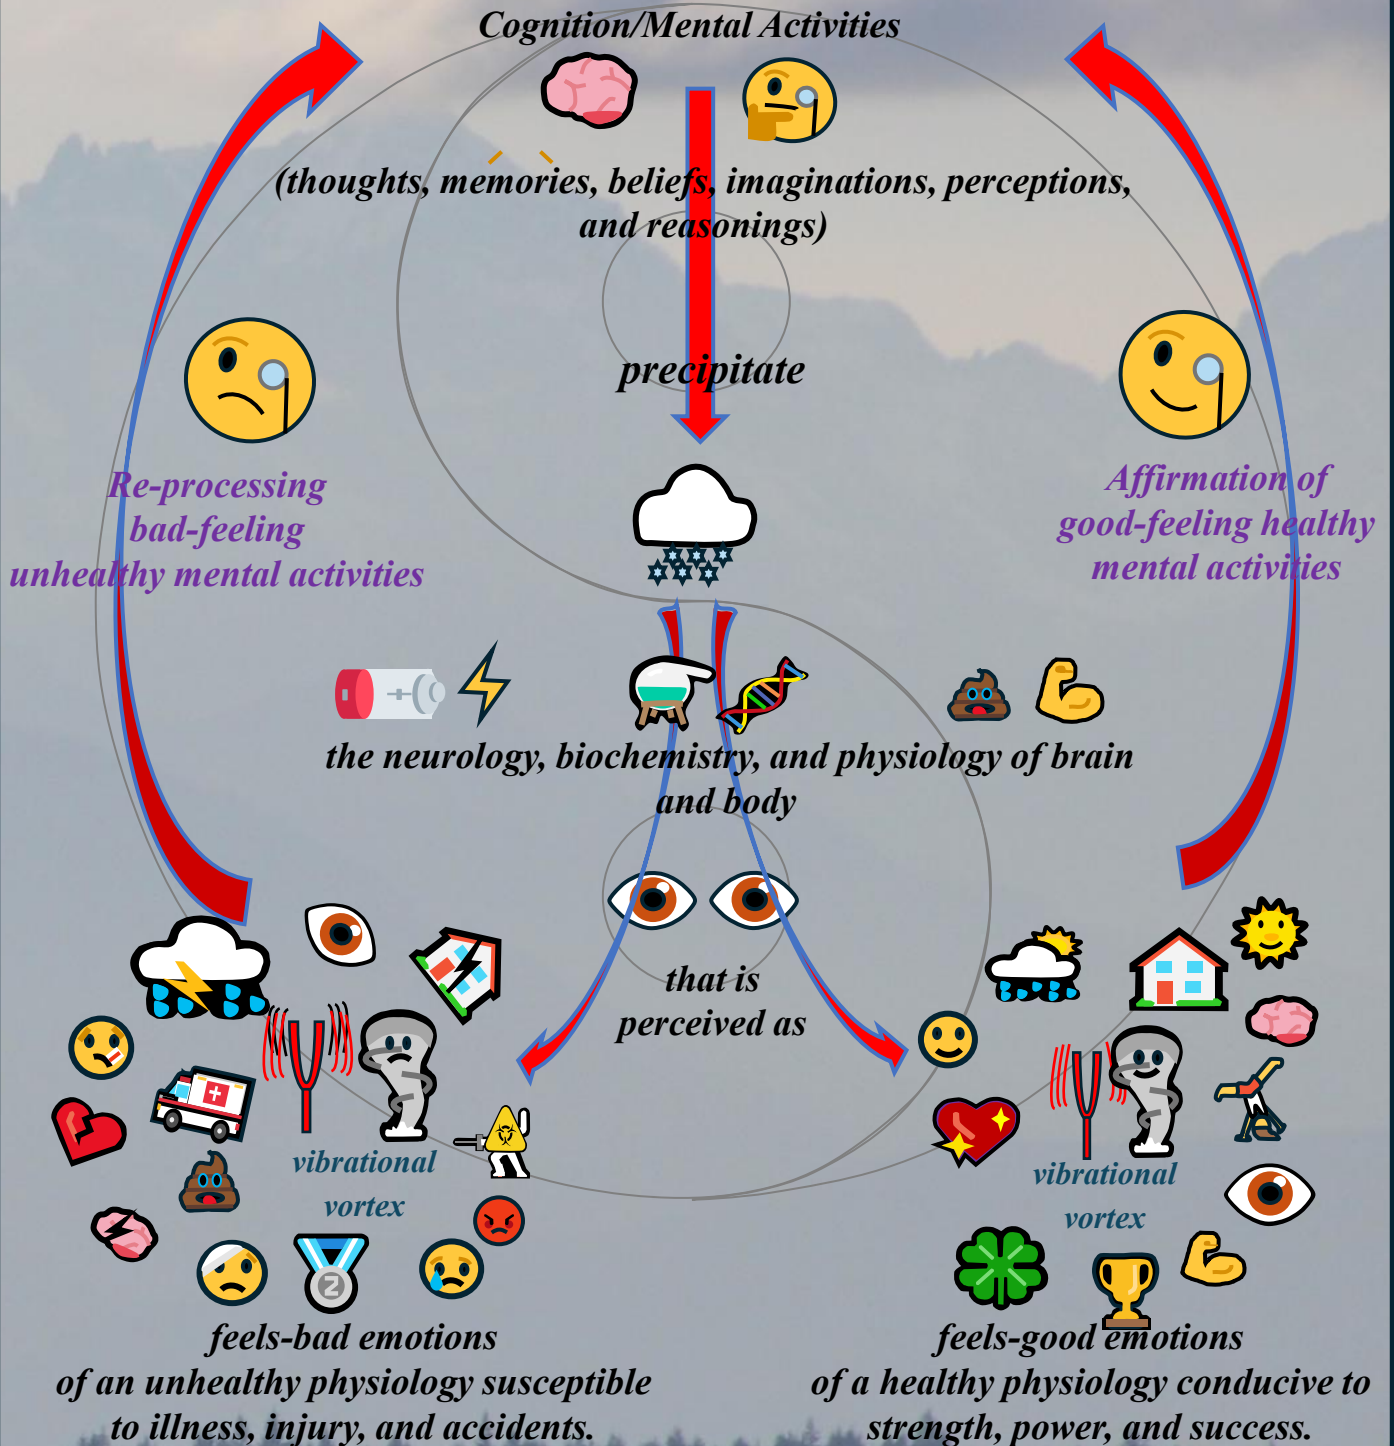 Cognition/Mental Activities
(thoughts, memories, beliefs, imaginations, perceptions,
and reasonings)
precipitate
Re-processing
bad-feeling
unhealthy mental activities
Affirmation of
good-feeling healthy
mental activities
the neurology, biochemistry, and physiology of brain
and body
that is
perceived as
vibrational
vortex
2
feels-bad emotions
of an unhealthy physiology susceptible
to illness, injury, and accidents.
vibrational
vortex
feels-good emotions
of a healthy physiology conducive to
strength, power, and success.